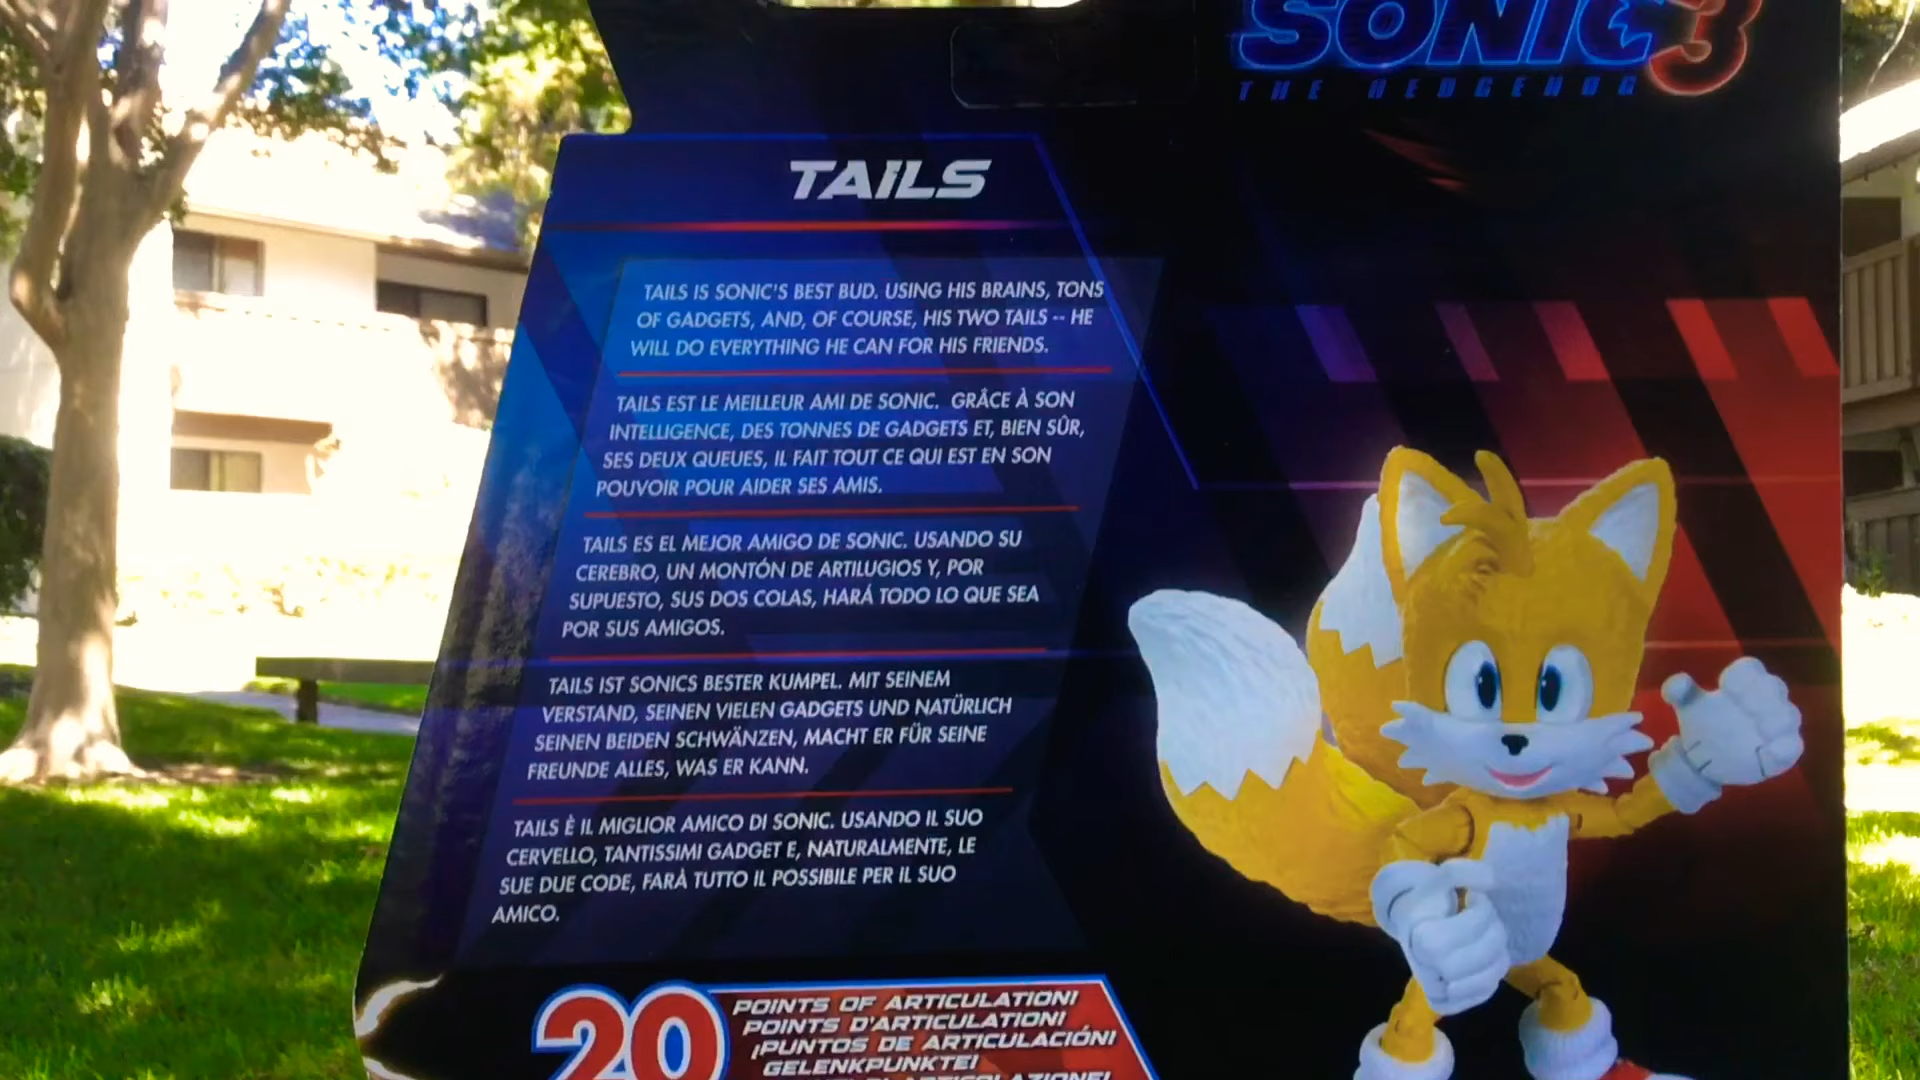 SONIC 3
THE HEDGEHOG
TAILS
TAILS IS SONIC'S BEST BUD. USING HIS BRAINS, TONS
OF GADGETS, AND, OF COURSE, HIS TWO TAILS -- HE
WILL DO EVERYTHING HE CAN FOR HIS FRIENDS.
TAILS EST LE MEILLEUR AMI DE SONIC. GRÂCE À SON
INTELLIGENCE, DES TONNES DE GADGETS ET, BIEN SÛR,
SES DEUX QUEUES, IL FAIT TOUT CE QUI EST EN SON
POUVOIR POUR AIDER SES AMIS.
TAILS ES EL MEJOR AMIGO DE SONIC. USANDO SU
CEREBRO, UN MONTÓN DE ARTILUGIOS Y, POR
SUPUESTO, SUS DOS COLAS, HARÁ TODO LO QUE SEA
POR SUS AMIGOS.
TAILS IST SONICS BESTER KUMPEL. MIT SEINEM
VERSTAND, SEINEN VIELEN GADGETS UND NATÜRLICH
SEINEN BEIDEN SCHWÄNZEN, MACHT ER FÜR SEINE
FREUNDE ALLES, WAS ER KANN.
TAILS È IL MIGLIOR AMICO DI SONIC. USANDO IL SUO
CERVELLO, TANTISSIMI GADGET E, NATURALMENTE, LE
SUE DUE CODE, FARÀ TUTTO IL POSSIBILE PER IL SUO
AMICO.
20
POINTS OF ARTICULATION!
POINTS D'ARTICULATION!
¡PUNTOS DE ARTICULACIÓN!
GELENKPUNKTE!